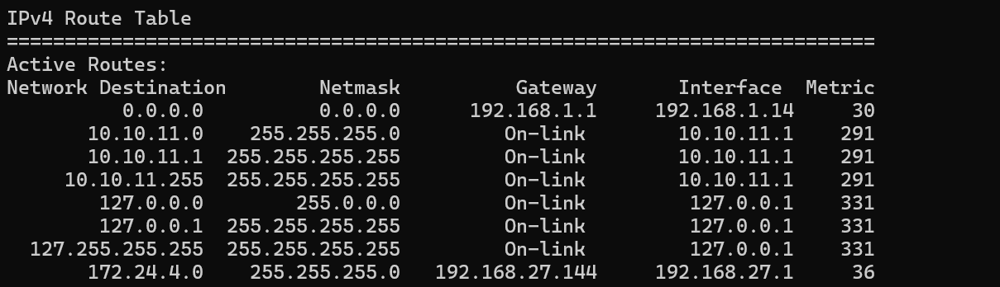 IPv4 Route Table
===========================================================================
Active Routes:
Network Destination        Netmask          Gateway       Interface  Metric
          0.0.0.0          0.0.0.0      192.168.1.1     192.168.1.14     30
       10.10.11.0    255.255.255.0         On-link        10.10.11.1    291
       10.10.11.1  255.255.255.255         On-link        10.10.11.1    291
     10.10.11.255  255.255.255.255         On-link        10.10.11.1    291
        127.0.0.0        255.0.0.0         On-link         127.0.0.1    331
        127.0.0.1  255.255.255.255         On-link         127.0.0.1    331
  127.255.255.255  255.255.255.255         On-link         127.0.0.1    331
       172.24.4.0    255.255.255.0   192.168.27.144     192.168.27.1     36